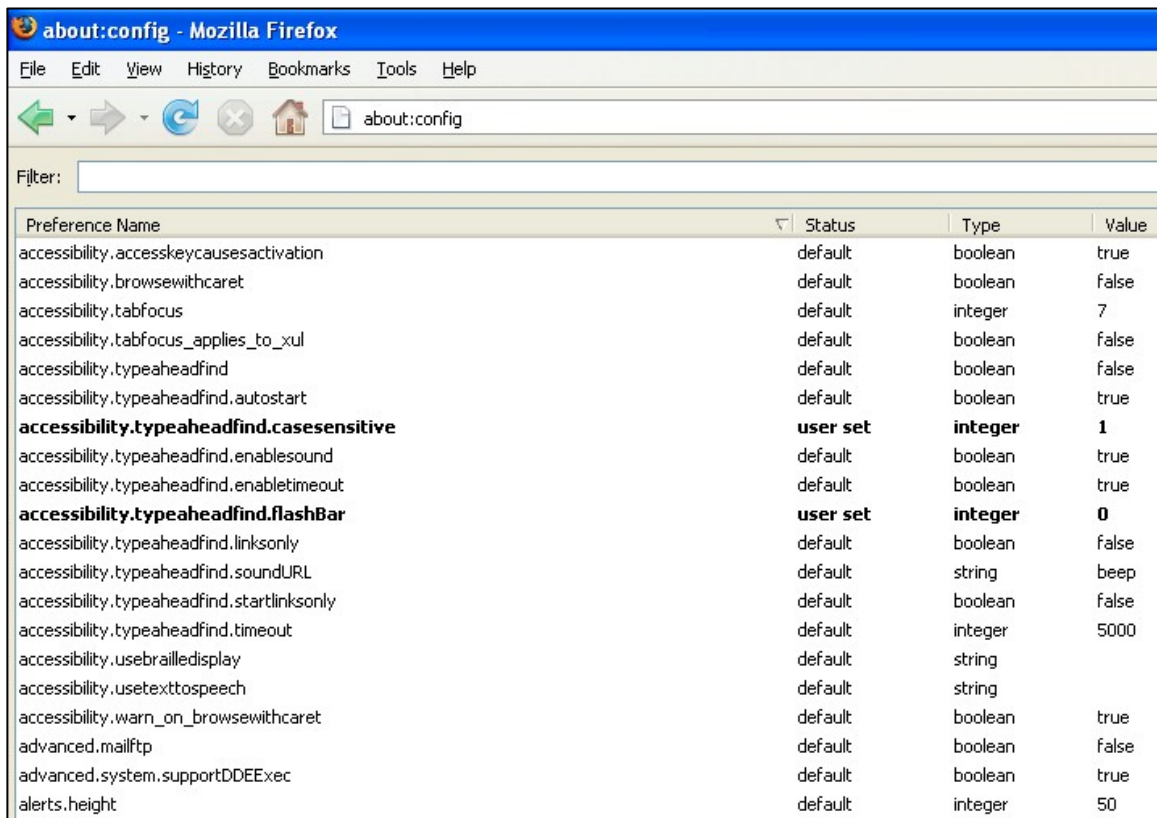 about:config - Mozilla Firefox
File Edit View History Bookmarks Tools Help
about:config
Filter:
Preference Name Status Type Value
accessibility.accesskeycausesactivation default boolean true
accessibility.browsewithcaret default boolean false
accessibility.tabfocus default integer 7
accessibility.tabfocus_applies_to_xul default boolean false
accessibility.typeaheadfind default boolean false
accessibility.typeaheadfind.autostart default boolean true
accessibility.typeaheadfind.casesensitive user set integer 1
accessibility.typeaheadfind.enablesound default boolean true
accessibility.typeaheadfind.enabletimeout default boolean true
accessibility.typeaheadfind.flashBar user set integer 0
accessibility.typeaheadfind.linksonly default boolean false
accessibility.typeaheadfind.soundURL default string beep
accessibility.typeaheadfind.startlinksonly default boolean false
accessibility.typeaheadfind.timeout default integer 5000
accessibility.usebrailledisplay default string
accessibility.usetexttospeech default string
accessibility.warn_on_browsewithcaret default boolean true
advanced.mailftp default boolean false
advanced.system.supportDDEExec default boolean true
alerts.height default integer 50